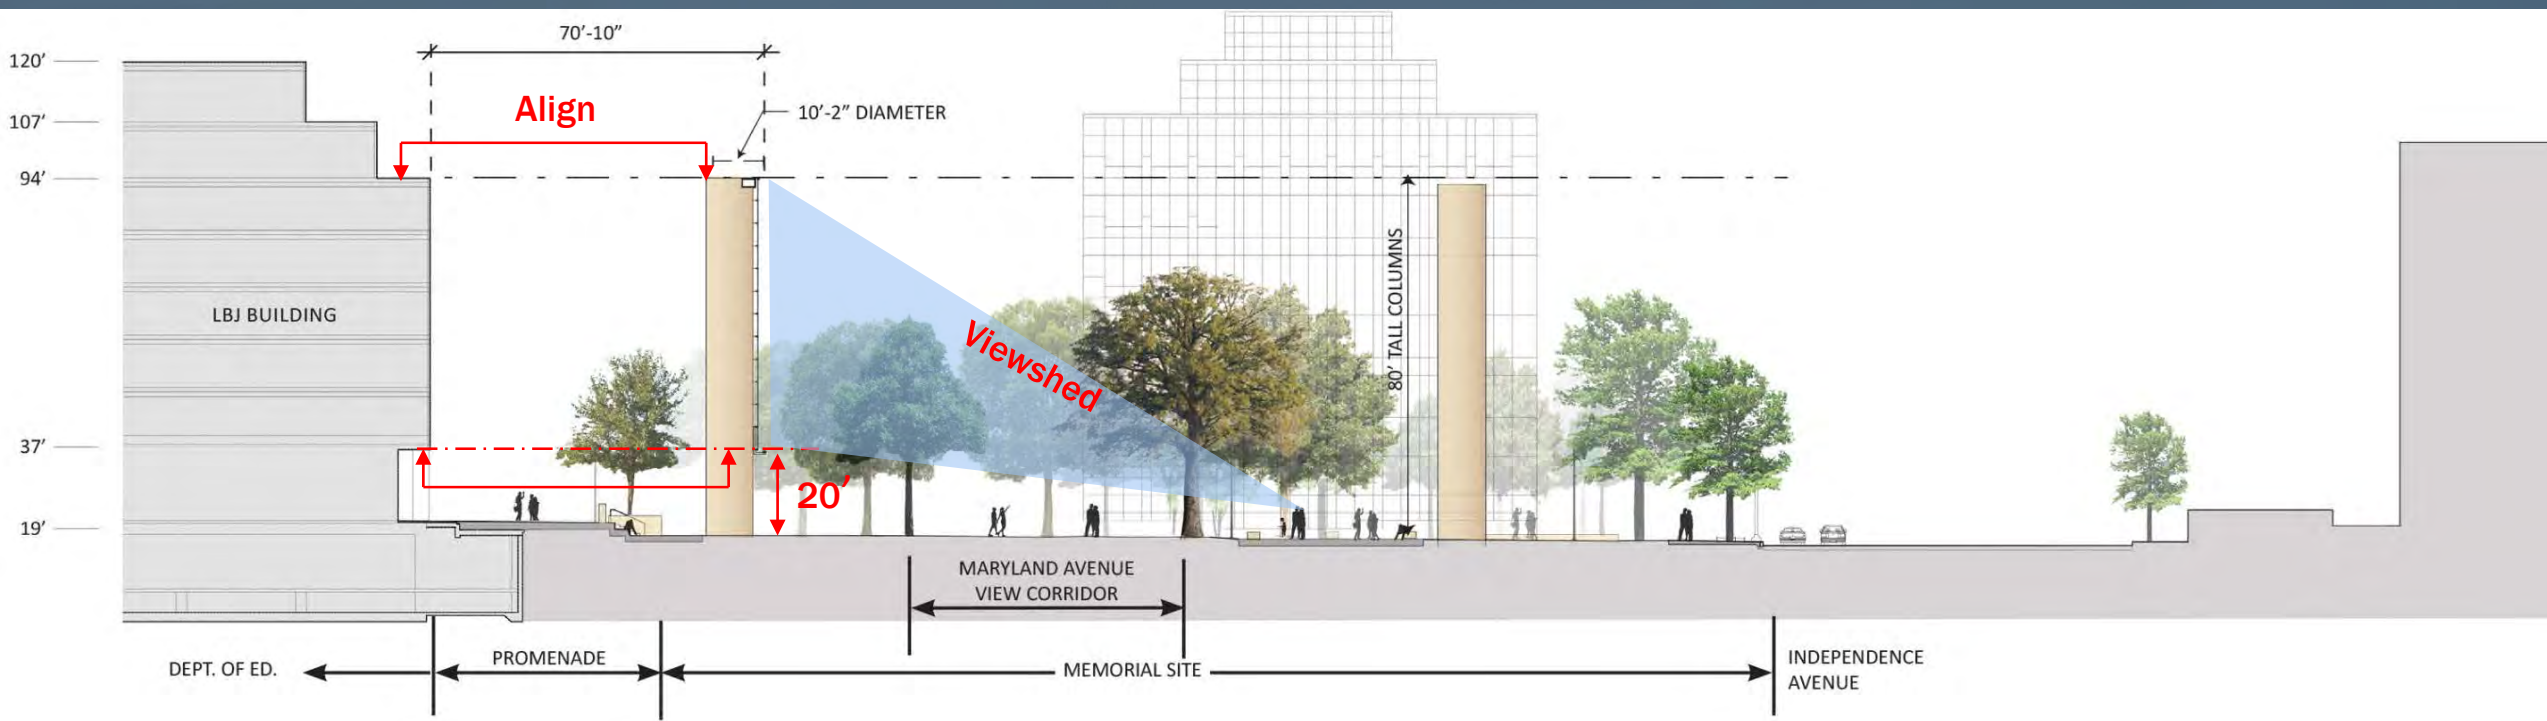 70'-10"
120'
107'
94'
37'
19'
Align
10'-2" DIAMETER
LBJ BUILDING
Viewshed
80' TALL COLUMNS
20'
MARYLAND AVENUE
VIEW CORRIDOR
DEPT. OF ED.
PROMENADE
MEMORIAL SITE
INDEPENDENCE
AVENUE